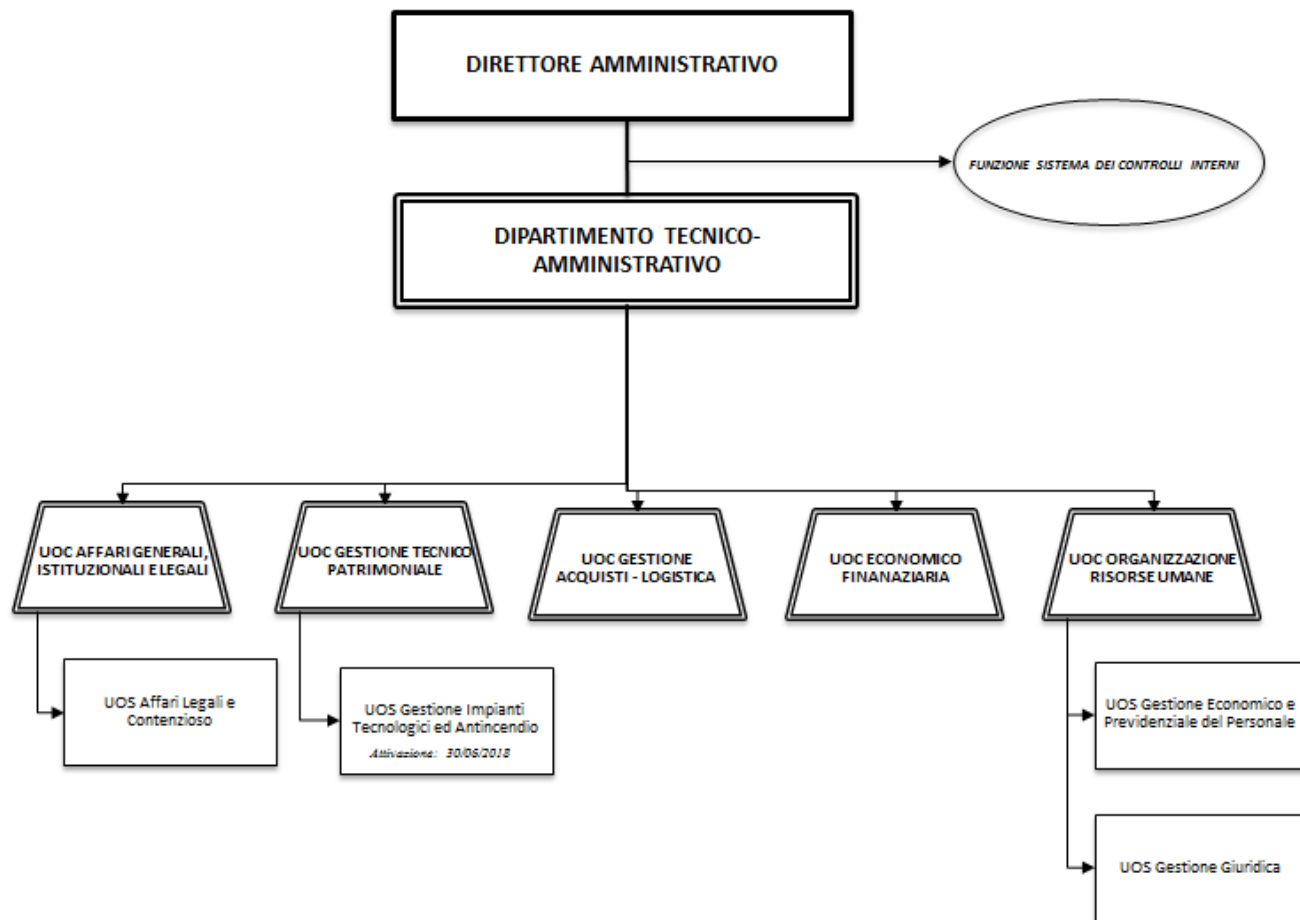 DIRETTORE AMMINISTRATIVO
FUNZIONE SISTEMA DEI CONTROLLI INTERNI
DIPARTIMENTO TECNICO-
AMMINISTRATIVO
UOC AFFARI GENERALI,
ISTITUZIONALI E LEGALI
UOC GESTIONE TECNICO
PATRIMONIALE
UOC GESTIONE
ACQUISTI - LOGISTICA
UOC ECONOMICO
FINANAZIARIA
UOC ORGANIZZAZIONE
RISORSE UMANE
UOS Affari Legali e
Contenzioso
UOS Gestione Impianti
Tecnologici ed Antincendio
Attivazione: 30/06/2018
UOS Gestione Economico e
Previdenziale del Personale
UOS Gestione Giuridica